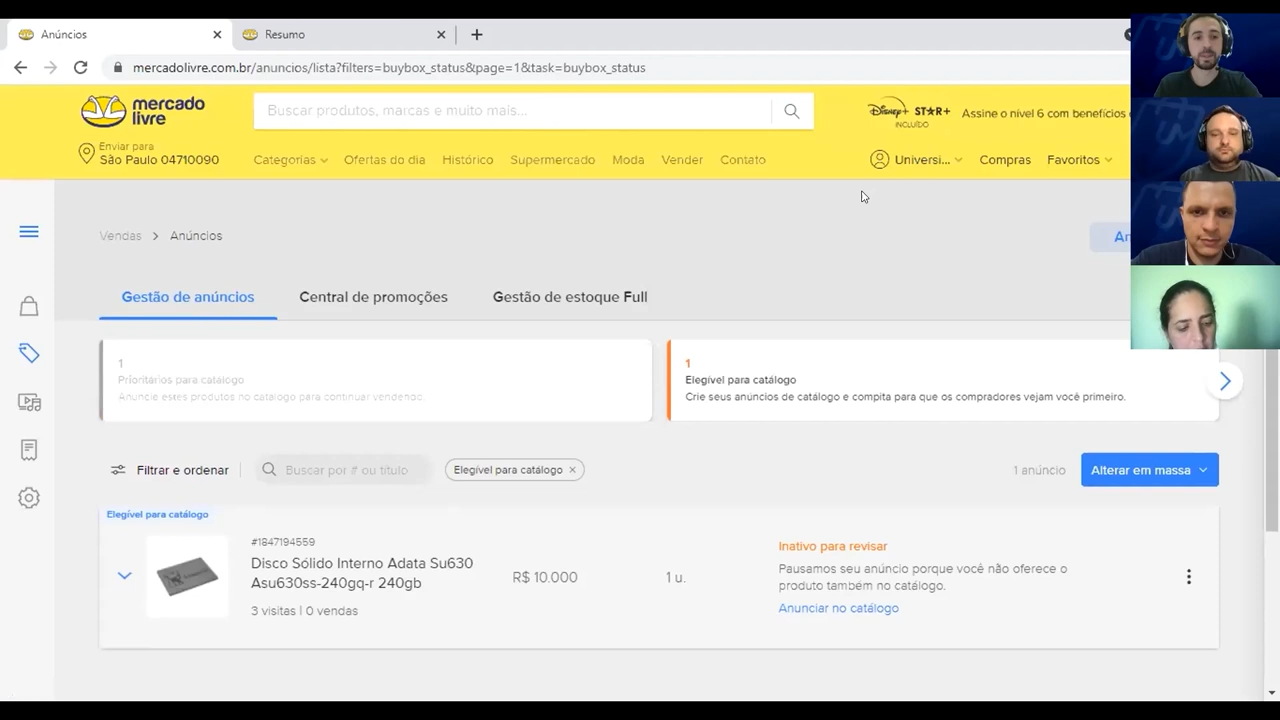 Anúncios
Resumo
mercadolivre.com.br/anuncios/lista?filters=buybox_status&page=1&task=buybox_status
mercado
livre
Buscar produtos, marcas e muito mais...
Disney+ STAR+
INCLUÍDO
Assine o nível 6 com benefícios
Enviar para
São Paulo 04710090
Categorias
Ofertas do dia
Histórico
Supermercado
Moda
Vender
Contato
Universi...
Compras
Favoritos
Vendas > Anúncios
Gestão de anúncios
Central de promoções
Gestão de estoque Full
1
Prioritários para catálogo
Anuncie estes produtos no catálogo para continuar vendendo
1
Elegível para catálogo
Crie seus anúncios de catálogo e compita para que os compradores vejam você primeiro.
Filtrar e ordenar
Buscar por # ou título
Elegível para catálogo
1 anúncio
Alterar em massa
Elegível para catálogo
#1847194559
Disco Sólido Interno Adata Su630
Asu630ss-240gq-r 240gb
3 visitas | 0 vendas
R$ 10.000
1 u.
Inativo para revisar
Pausamos seu anúncio porque você não oferece o
produto também no catálogo.
Anunciar no catálogo